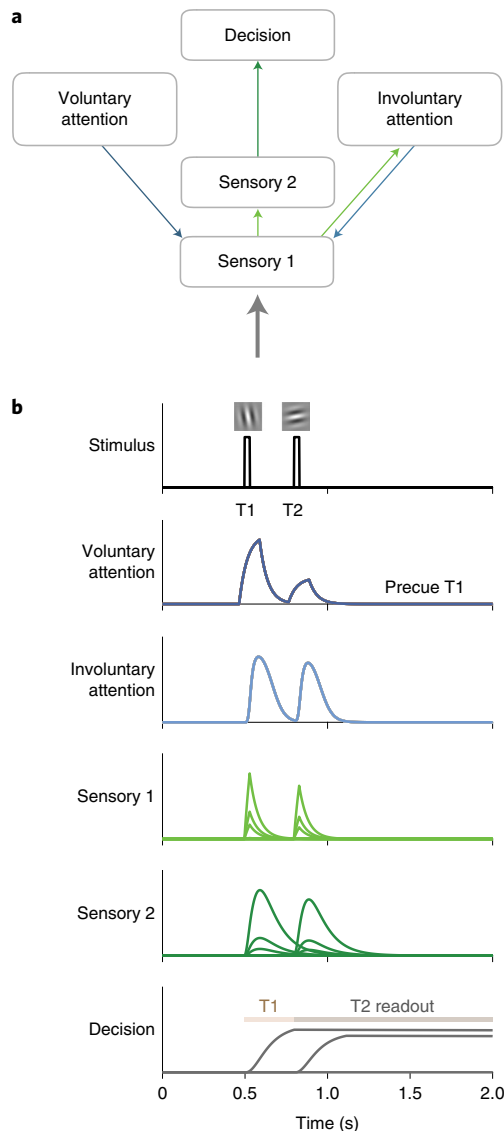 a
Decision
Voluntary
attention
Involuntary
attention
Sensory 2
Sensory 1
b
Stimulus
T1
T2
Voluntary
attention
Precue T1
Involuntary
attention
Sensory 1
Sensory 2
Decision
T1
T2 readout
0
0.5
1.0
1.5
2.0
Time (s)